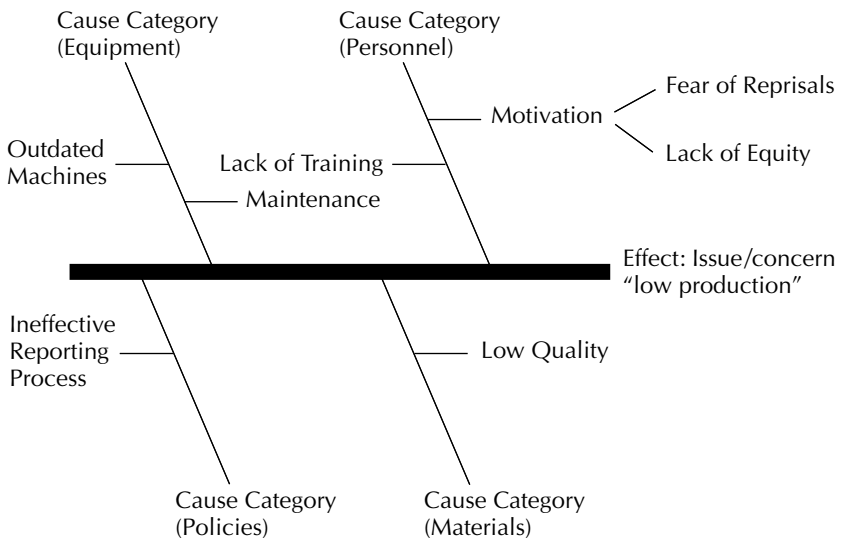 Cause Category
(Equipment)
Cause Category
(Personnel)
Fear of Reprisals
Motivation
Lack of Equity
Outdated
Machines
Lack of Training
Maintenance
Effect: Issue/concern
“low production”
Ineffective
Reporting
Process
Low Quality
Cause Category
(Policies)
Cause Category
(Materials)